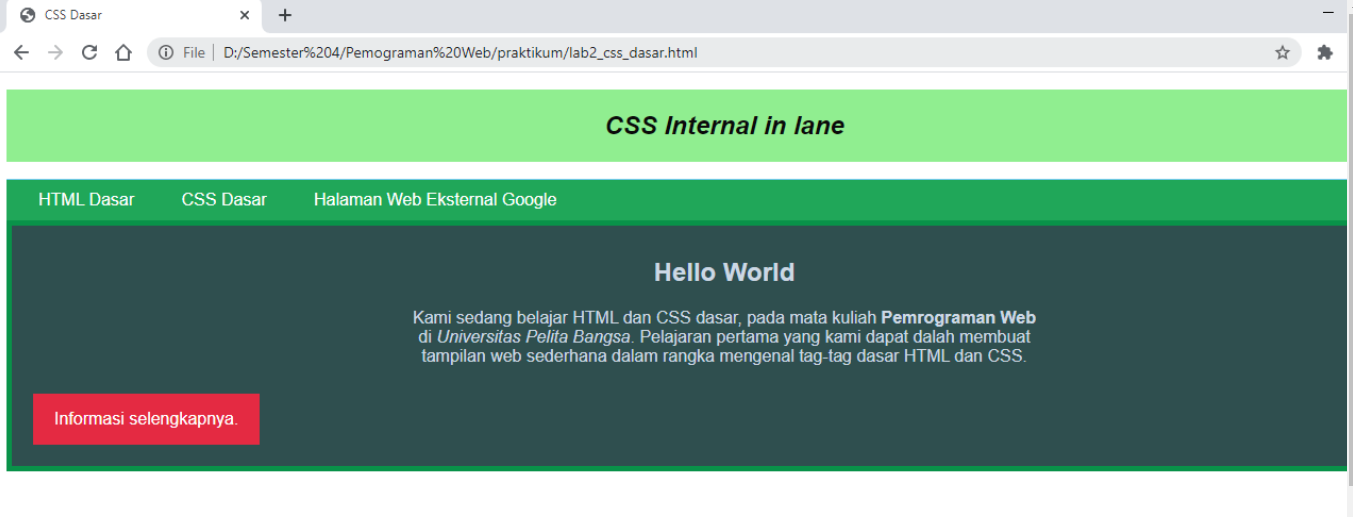 CSS Dasar
File | D:/Semester%204/Pemograman%20Web/praktikum/lab2_css_dasar.html
CSS Internal in lane
HTML Dasar CSS Dasar Halaman Web Eksternal Google
Hello World
Kami sedang belajar HTML dan CSS dasar, pada mata kuliah Pemrograman Web
di Universitas Pelita Bangsa. Pelajaran pertama yang kami dapat dalah membuat
tampilan web sederhana dalam rangka mengenal tag-tag dasar HTML dan CSS.
Informasi selengkapnya.